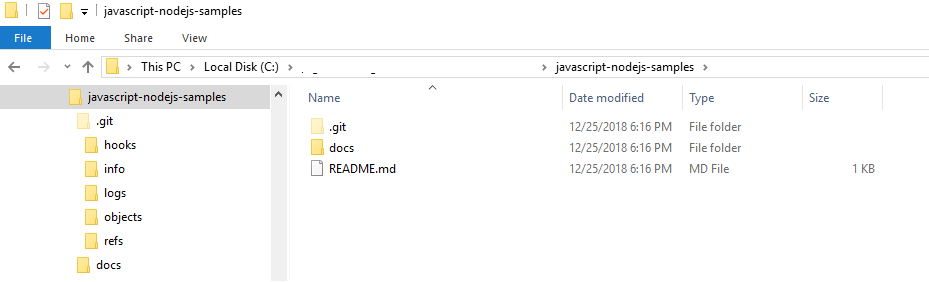 javascript-nodejs-samples
File Home Share View
This PC Local Disk (C:) javascript-nodejs-samples
javascript-nodejs-samples
.git
hooks
info
logs
objects
refs
docs
Name Date modified Type Size
.git 12/25/2018 6:16 PM File folder
docs 12/25/2018 6:16 PM File folder
README.md 12/25/2018 6:16 PM MD File 1 KB